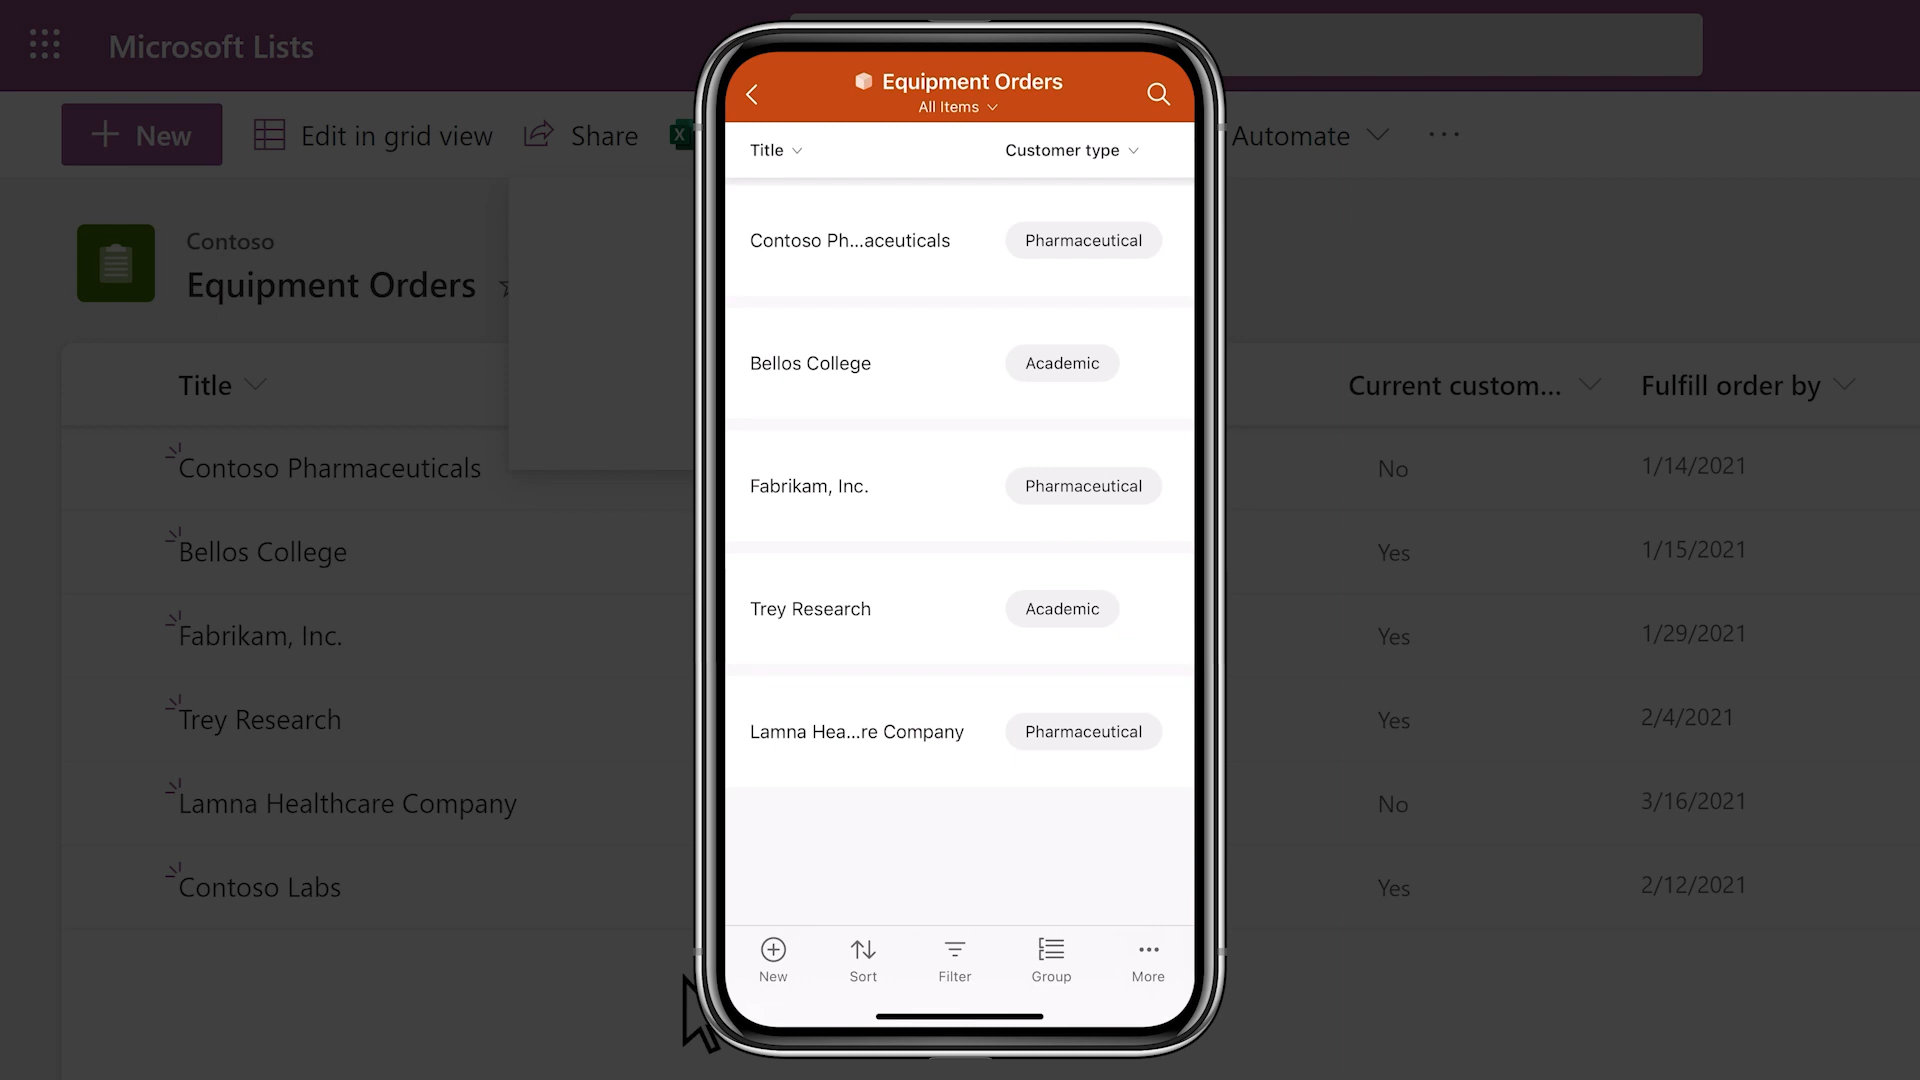 Microsoft Lists
New
Edit in grid view
Share
Automate
Contoso
Equipment Orders
Title
Current custom...
Fulfill order by
Contoso Pharmaceuticals
No
1/14/2021
Bellos College
Yes
1/15/2021
Fabrikam, Inc.
Yes
1/29/2021
Trey Research
Yes
2/4/2021
Lamna Healthcare Company
No
3/16/2021
Contoso Labs
Yes
2/12/2021
Equipment Orders
All Items
Title
Customer type
Contoso Ph...aceuticals
Pharmaceutical
Bellos College
Academic
Fabrikam, Inc.
Pharmaceutical
Trey Research
Academic
Lamna Hea...re Company
Pharmaceutical
New
Sort
Filter
Group
More